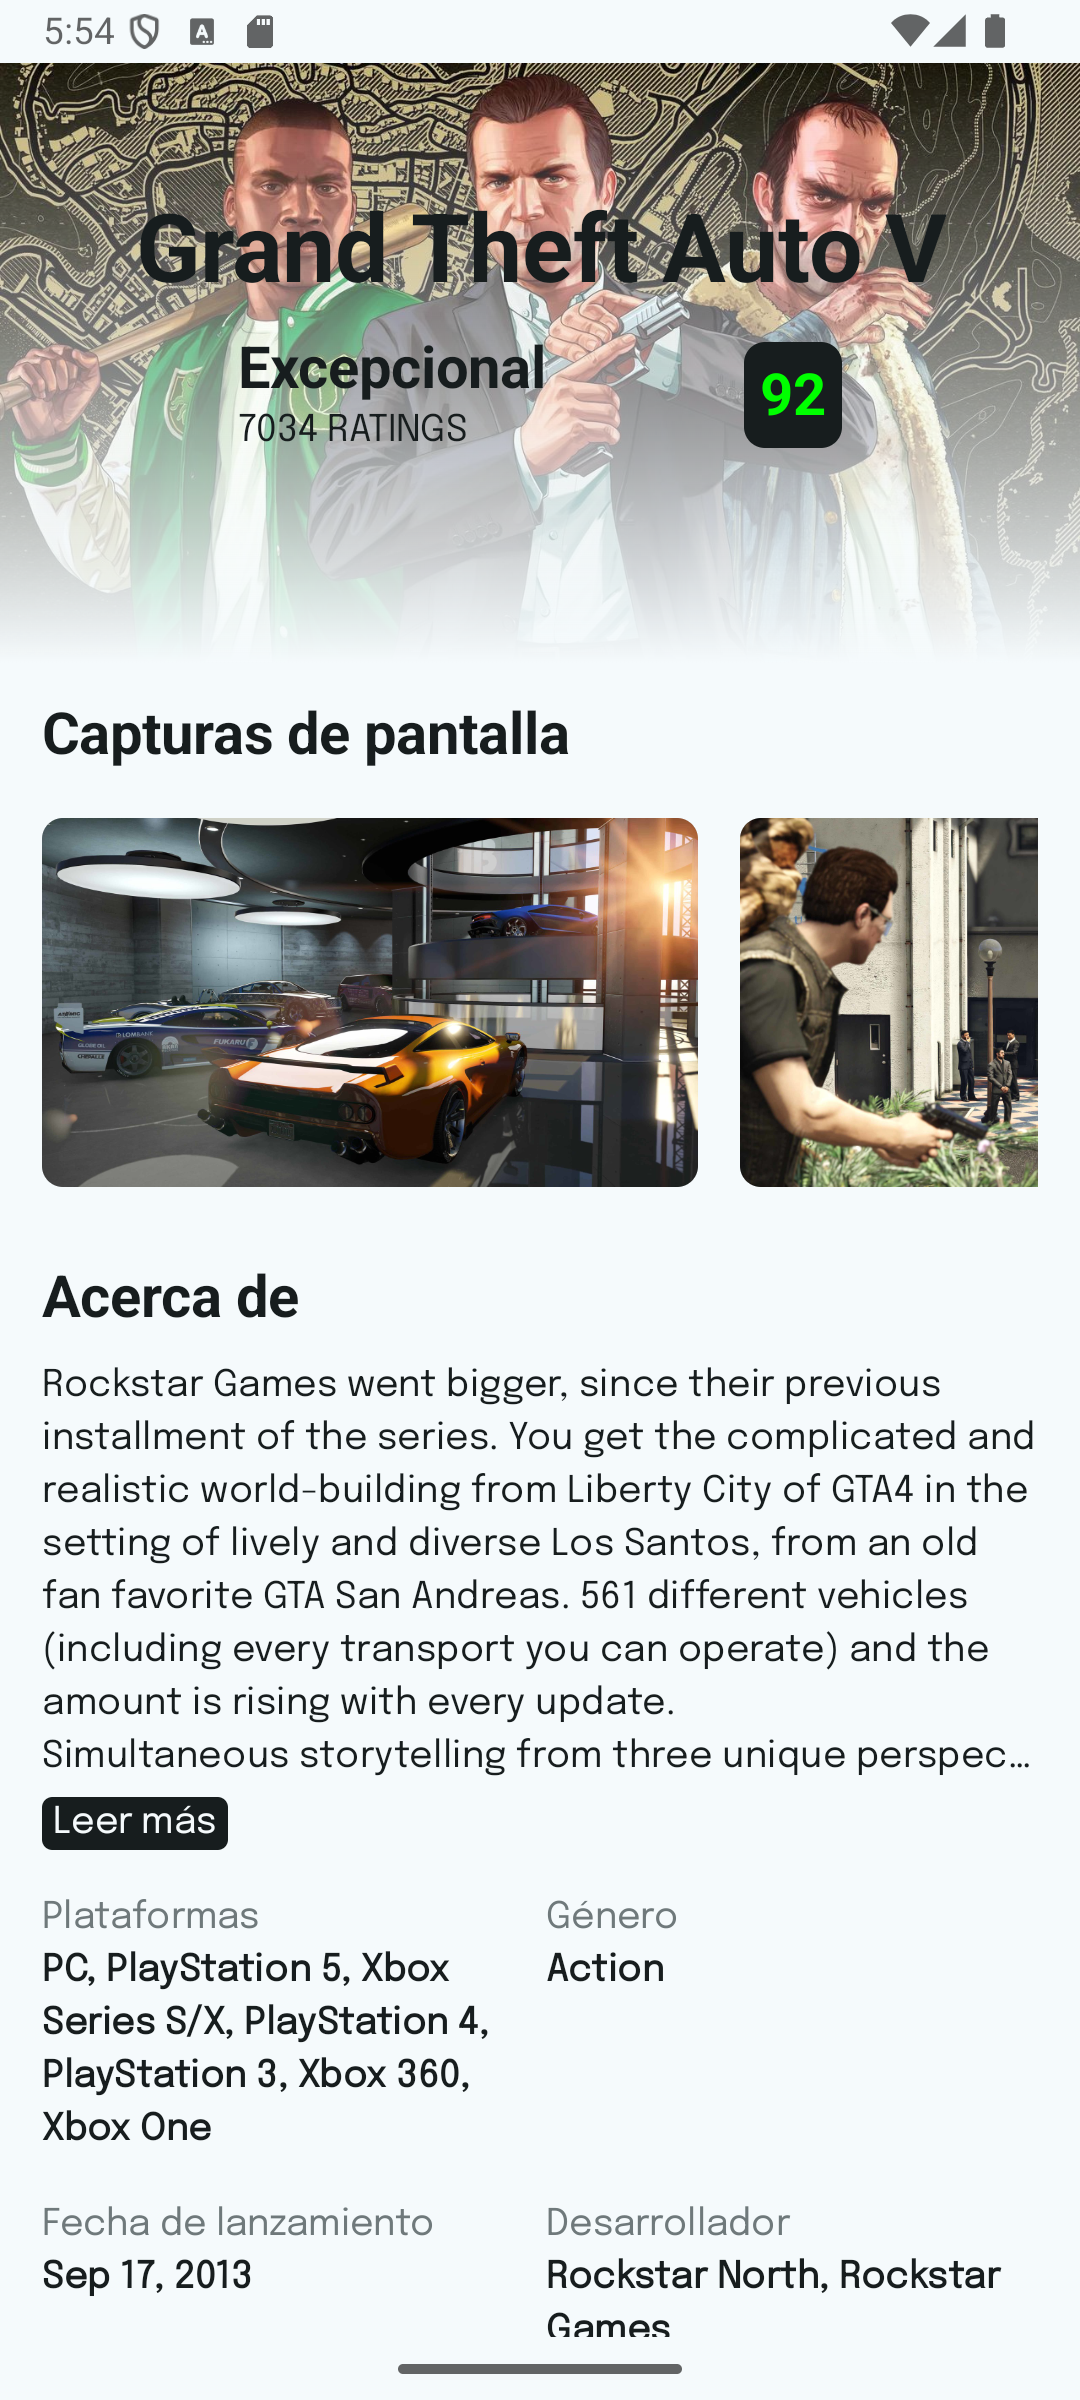 5:54
Grand Theft Auto V
Excepcional
7034 RATINGS
92
Capturas de pantalla
ATOMIC
LOMBANK
FUKARU
GLOBE OIL
Acerca de
Rockstar Games went bigger, since their previous
installment of the series. You get the complicated and
realistic world-building from Liberty City of GTA4 in the
setting of lively and diverse Los Santos, from an old
fan favorite GTA San Andreas. 561 different vehicles
(including every transport you can operate) and the
amount is rising with every update.
Simultaneous storytelling from three unique perspec…
Leer más
Plataformas
PC, PlayStation 5, Xbox
Series S/X, PlayStation 4,
PlayStation 3, Xbox 360,
Xbox One
Género
Action
Fecha de lanzamiento
Sep 17, 2013
Desarrollador
Rockstar North, Rockstar
Games